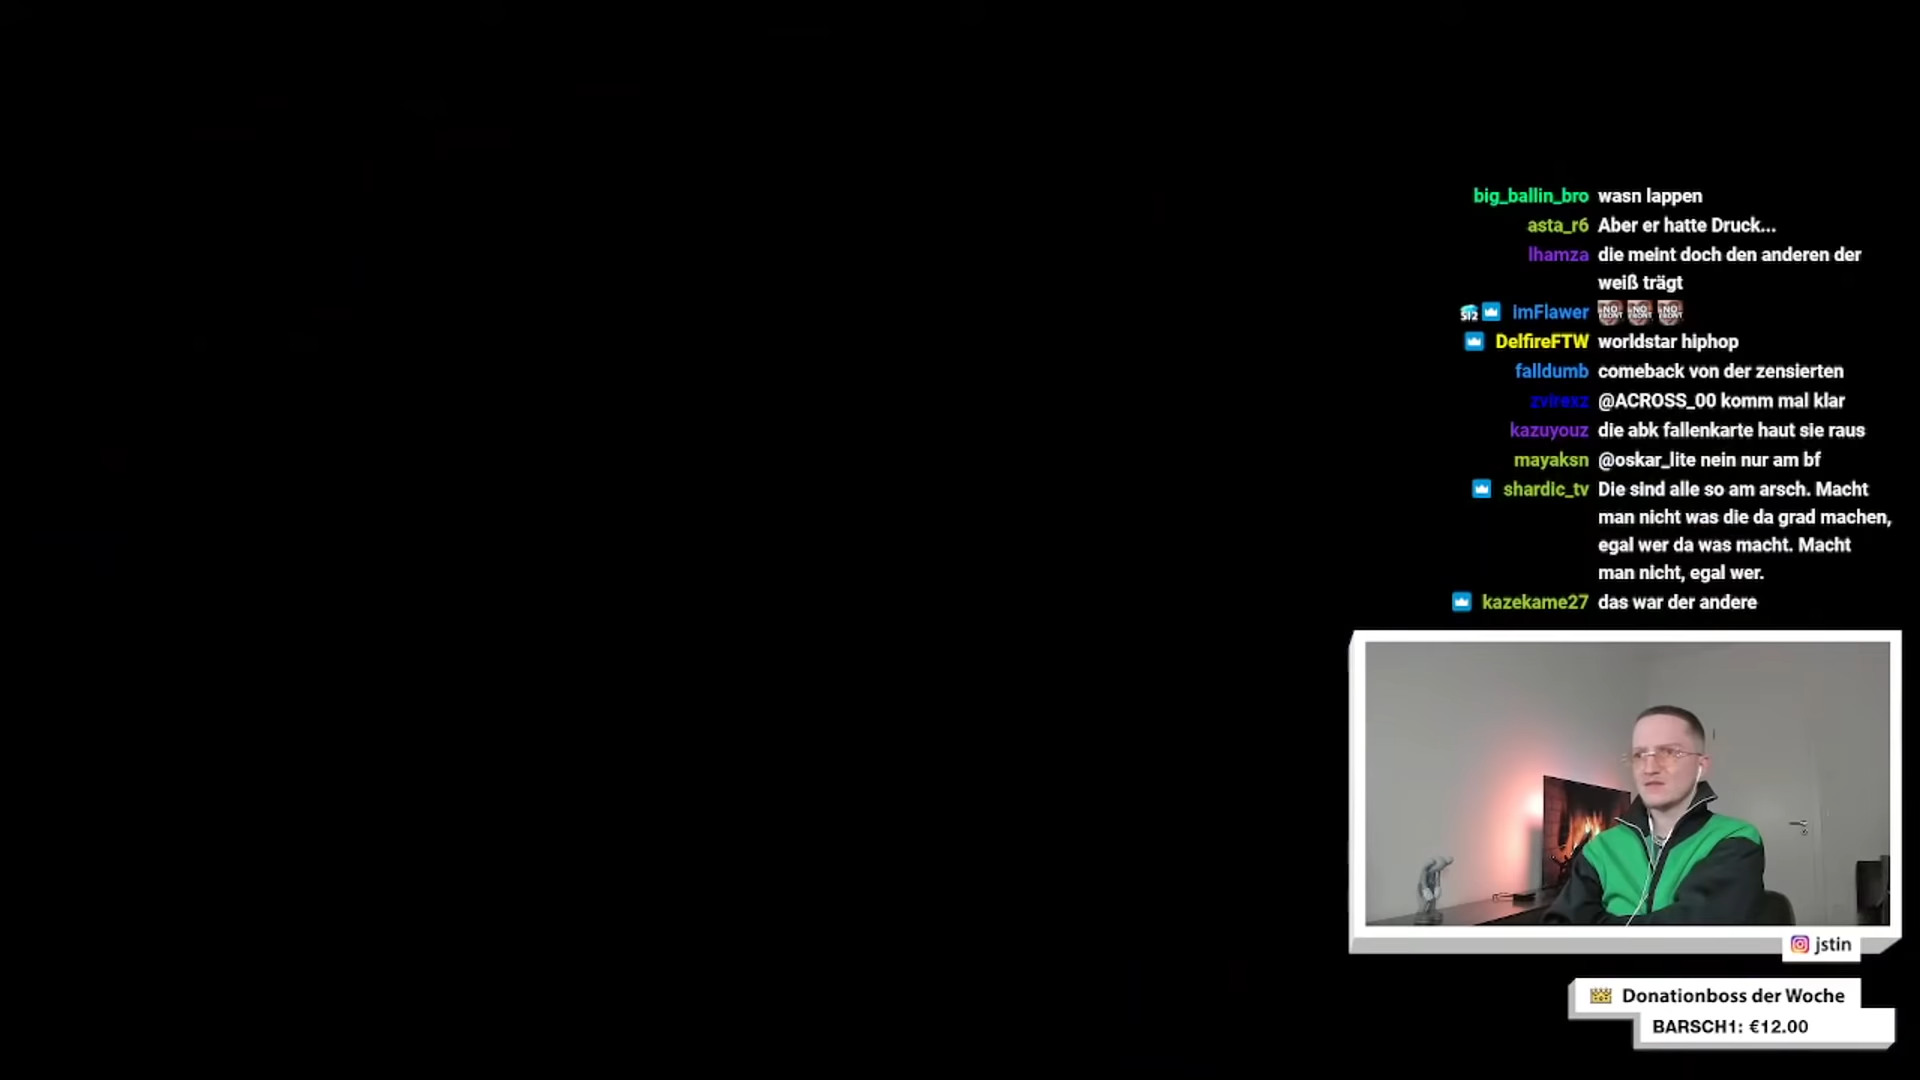 big_ballin_bro wasn lappen
asta_r6 Aber er hatte Druck...
lhamza die meint doch den anderen der
weiß trägt
ImFlawer
DelfireFTW worldstar hiphop
falldumb comeback von der zensierten
zvirexz @ACROSS_00 komm mal klar
kazuyouz die abk fallenkarte haut sie raus
mayaksn @oskar_lite nein nur am bf
shardic_tv Die sind alle so am arsch. Macht
man nicht was die da grad machen,
egal wer da was macht. Macht
man nicht, egal wer.
kazekame27 das war der andere
jstin
Donationboss der Woche
BARSCH1: €12.00